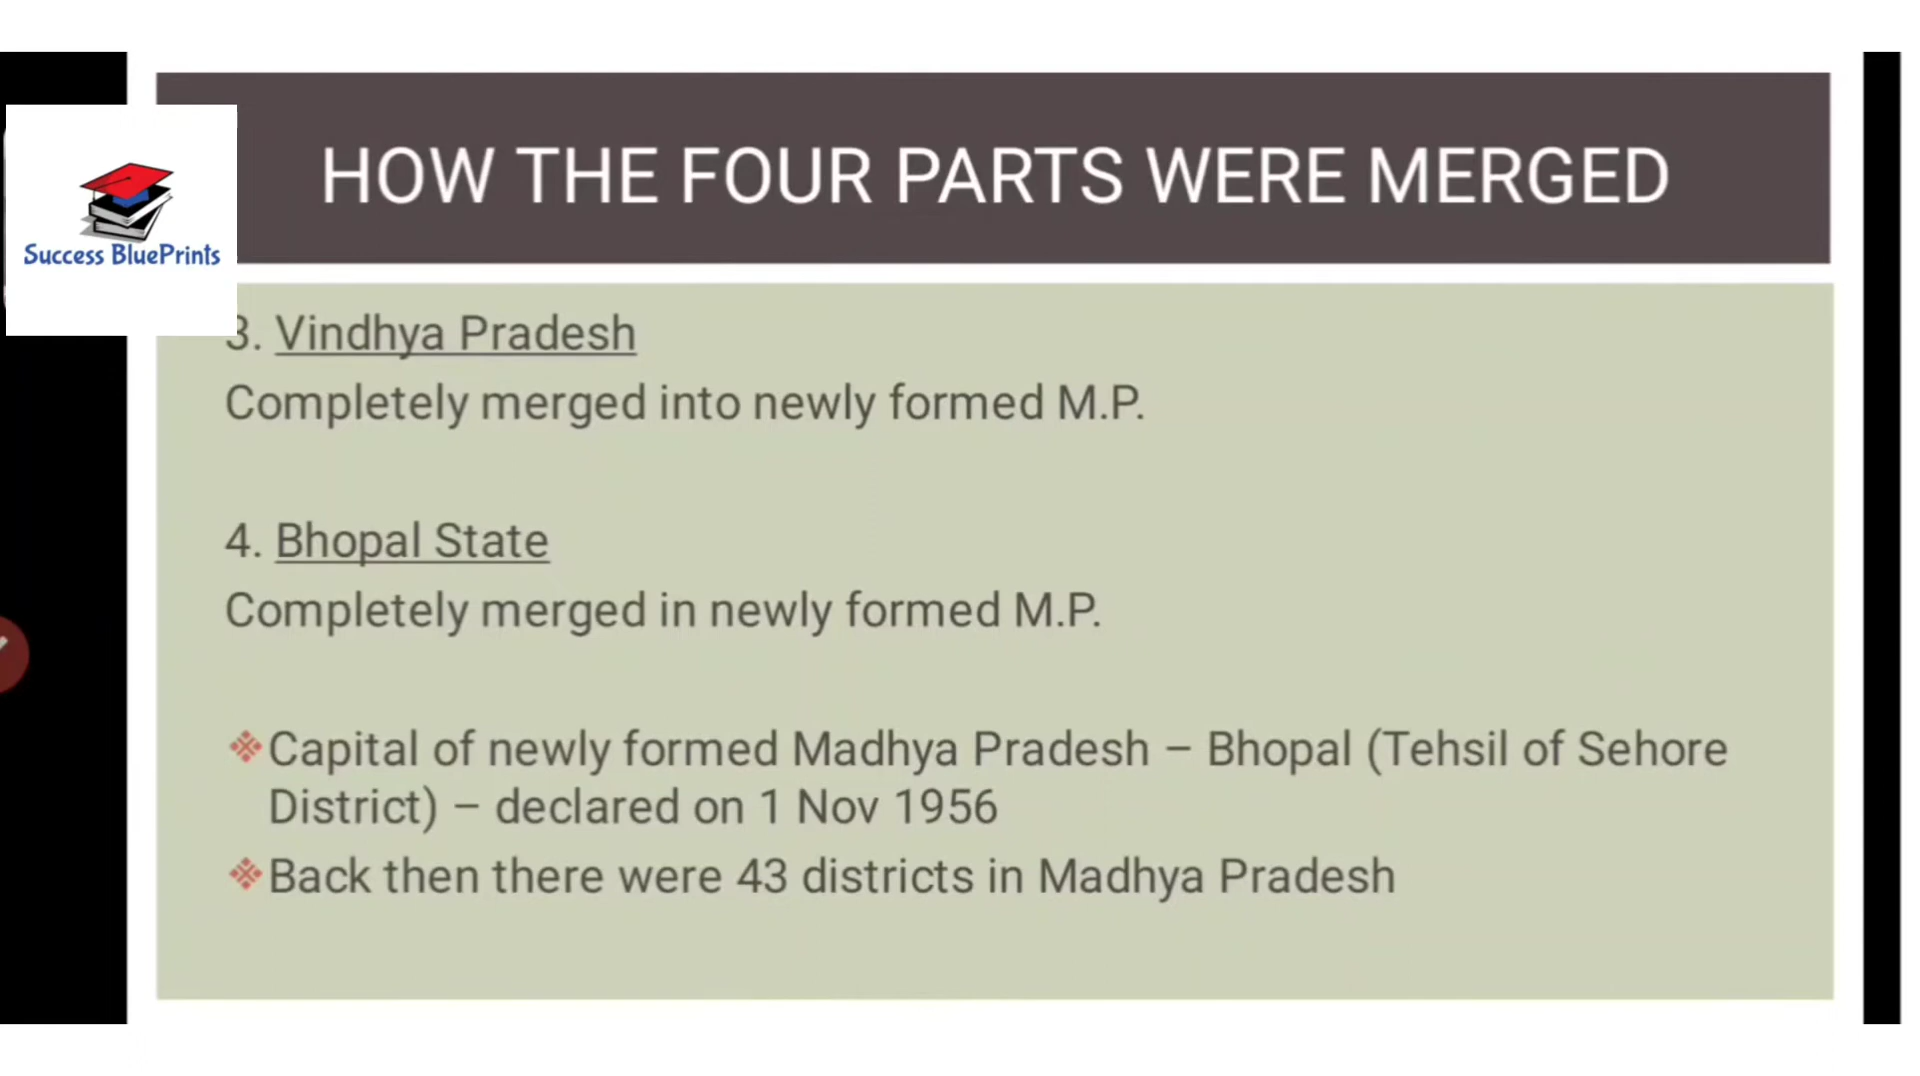 HOW THE FOUR PARTS WERE MERGED
Success BluePrints
3. Vindhya Pradesh
Completely merged into newly formed M.P.
4. Bhopal State
Completely merged in newly formed M.P.
❖Capital of newly formed Madhya Pradesh – Bhopal (Tehsil of Sehore
District) – declared on 1 Nov 1956
❖Back then there were 43 districts in Madhya Pradesh